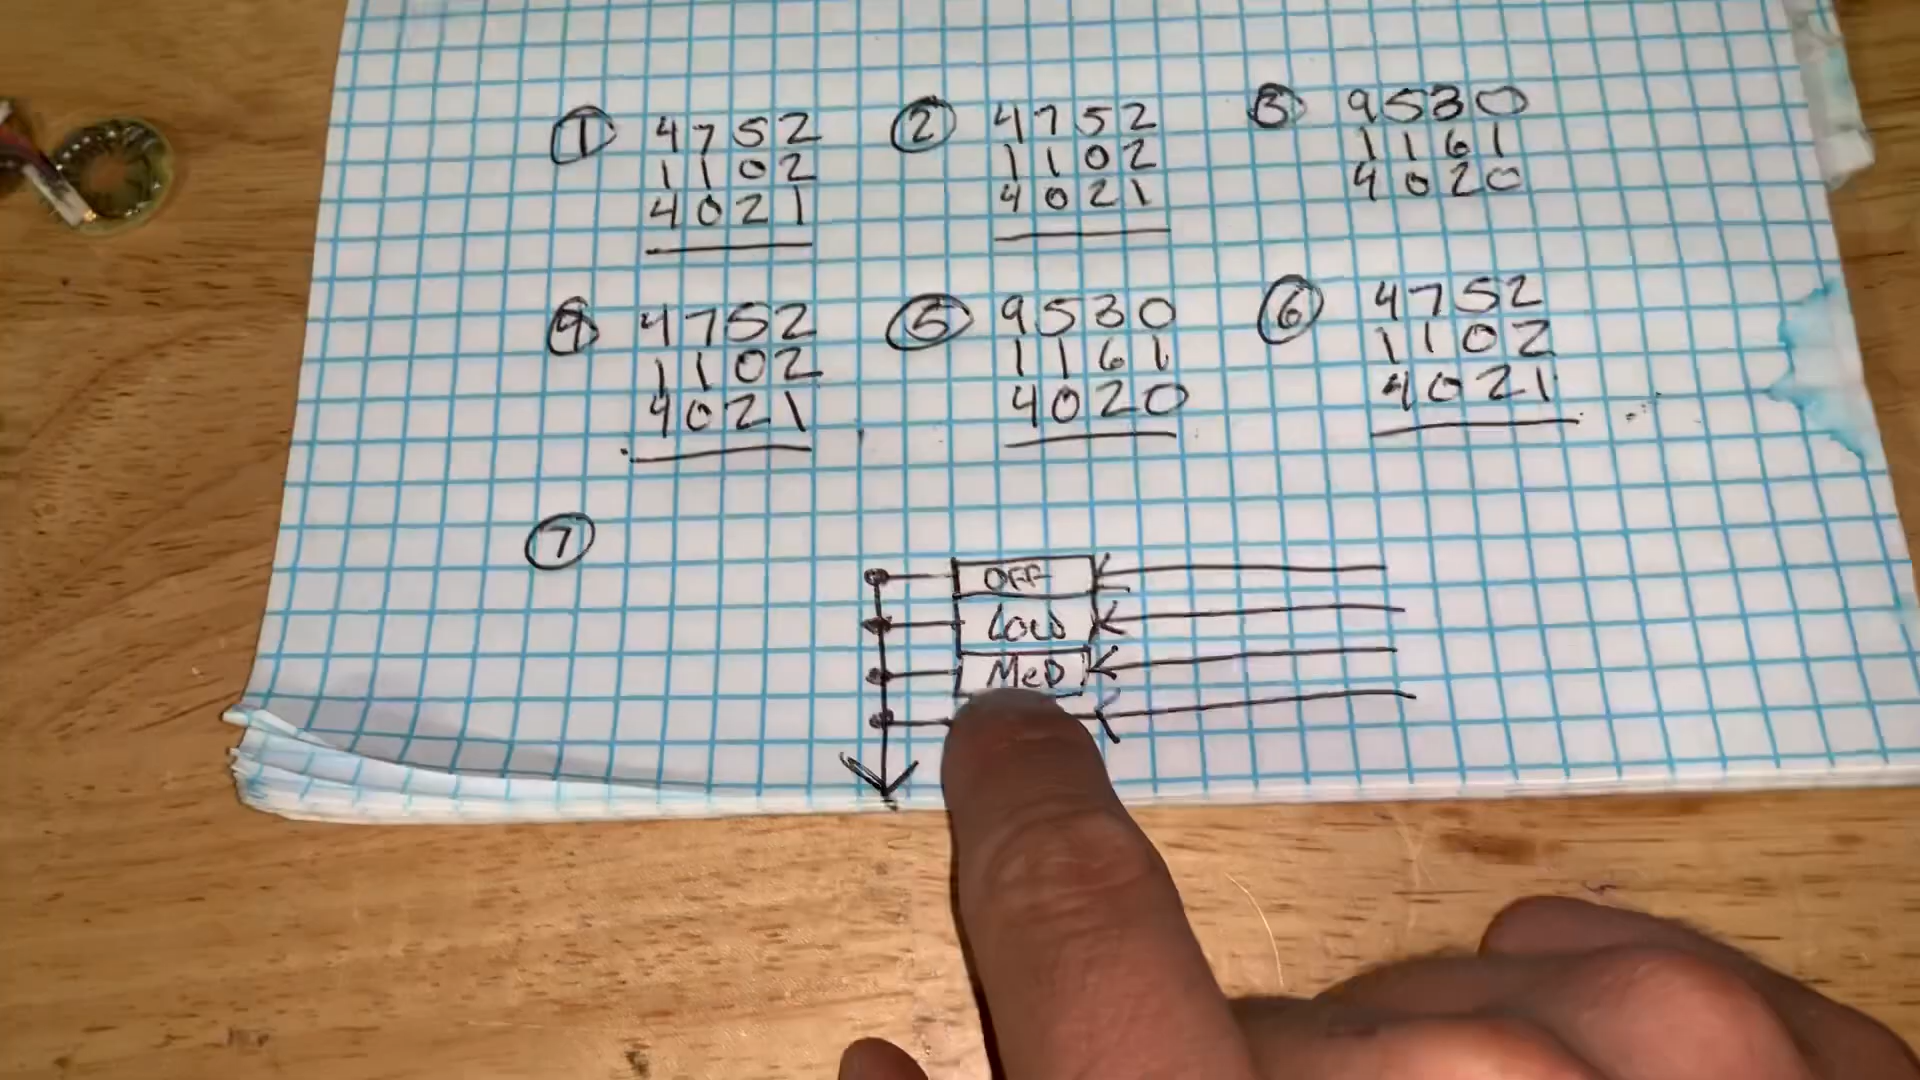 ① 4752 ② 4752 ③ 9530
1102 1102 1161
4021 4021 4020
④ 4752 ⑤ 9530 ⑥ 4752
1102 1161 1102
4021 4020 4021
⑦
OFF
LOW
MeD